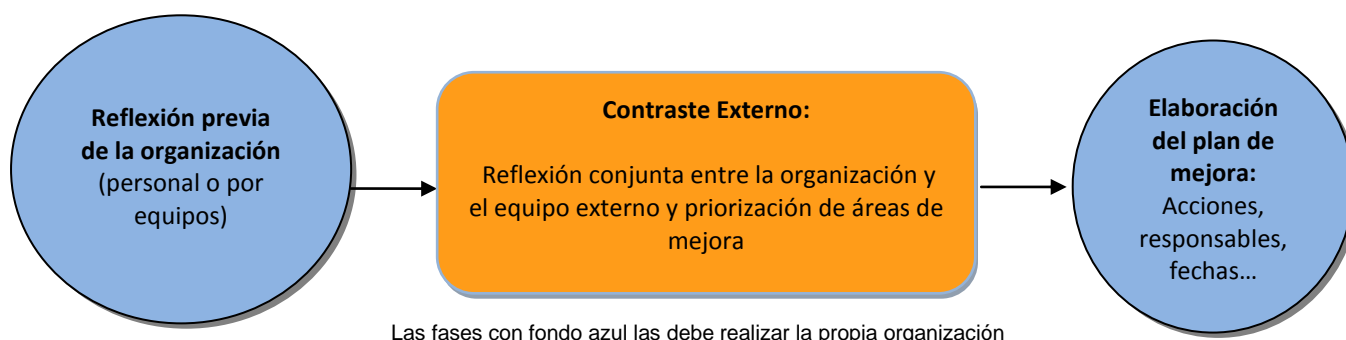 Reflexión previa
de la organización
(personal o por
equipos)
Contraste Externo:
Reflexión conjunta entre la organización y
el equipo externo y priorización de áreas de
mejora
Elaboración
del plan de
mejora:
Acciones,
responsables,
fechas...
Las fases con fondo azul las debe realizar la propia organización